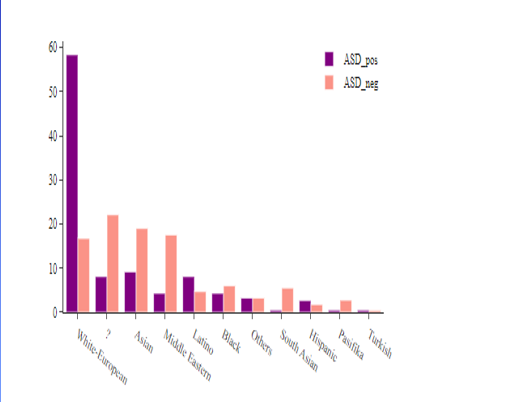 60
50
40
30
20
10
0
ASD_pos
ASD_neg
White-European
?
Asian
Middle Eastern
Latino
Black
Others
South Asian
Hispanic
Pasifika
Turkish